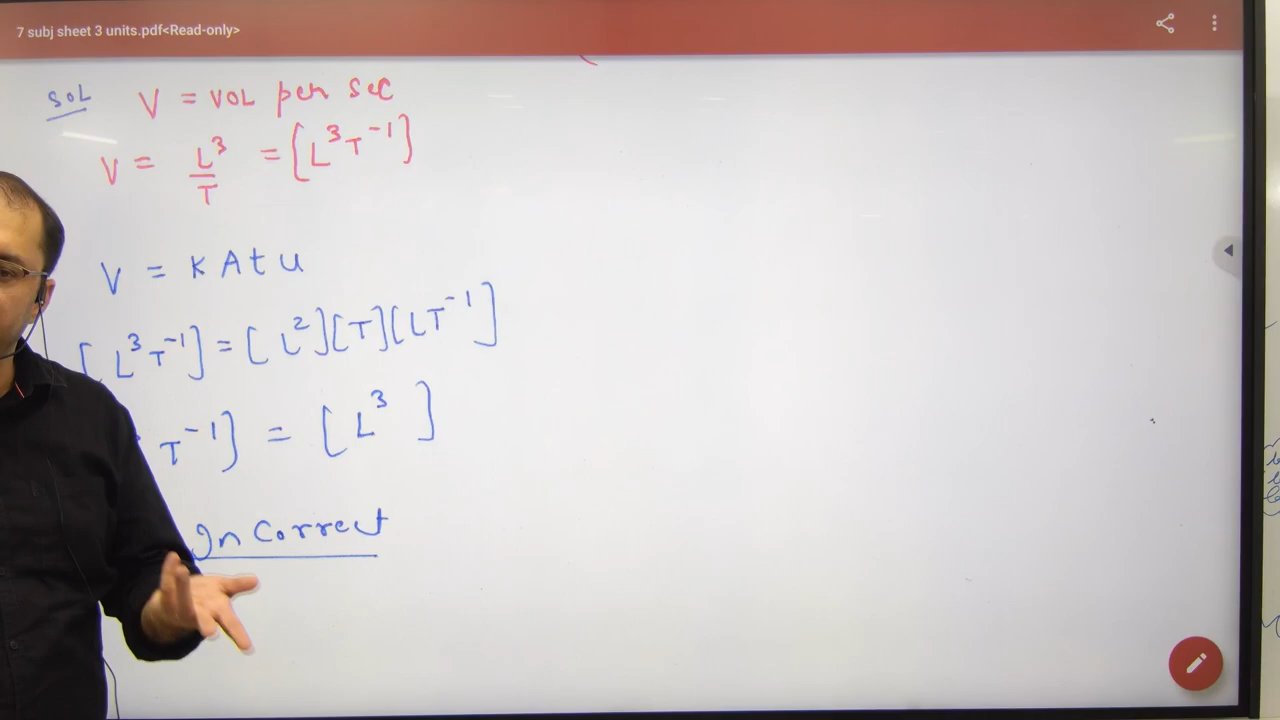 7 subj sheet 3 units.pdf<Read-only>
SOL V = VOL per sec
V = L³/T = [L³T⁻¹]
V = K A t u
[L³T⁻¹] = [L²][T][LT⁻¹]
T⁻¹] = [L³]
InCorrect